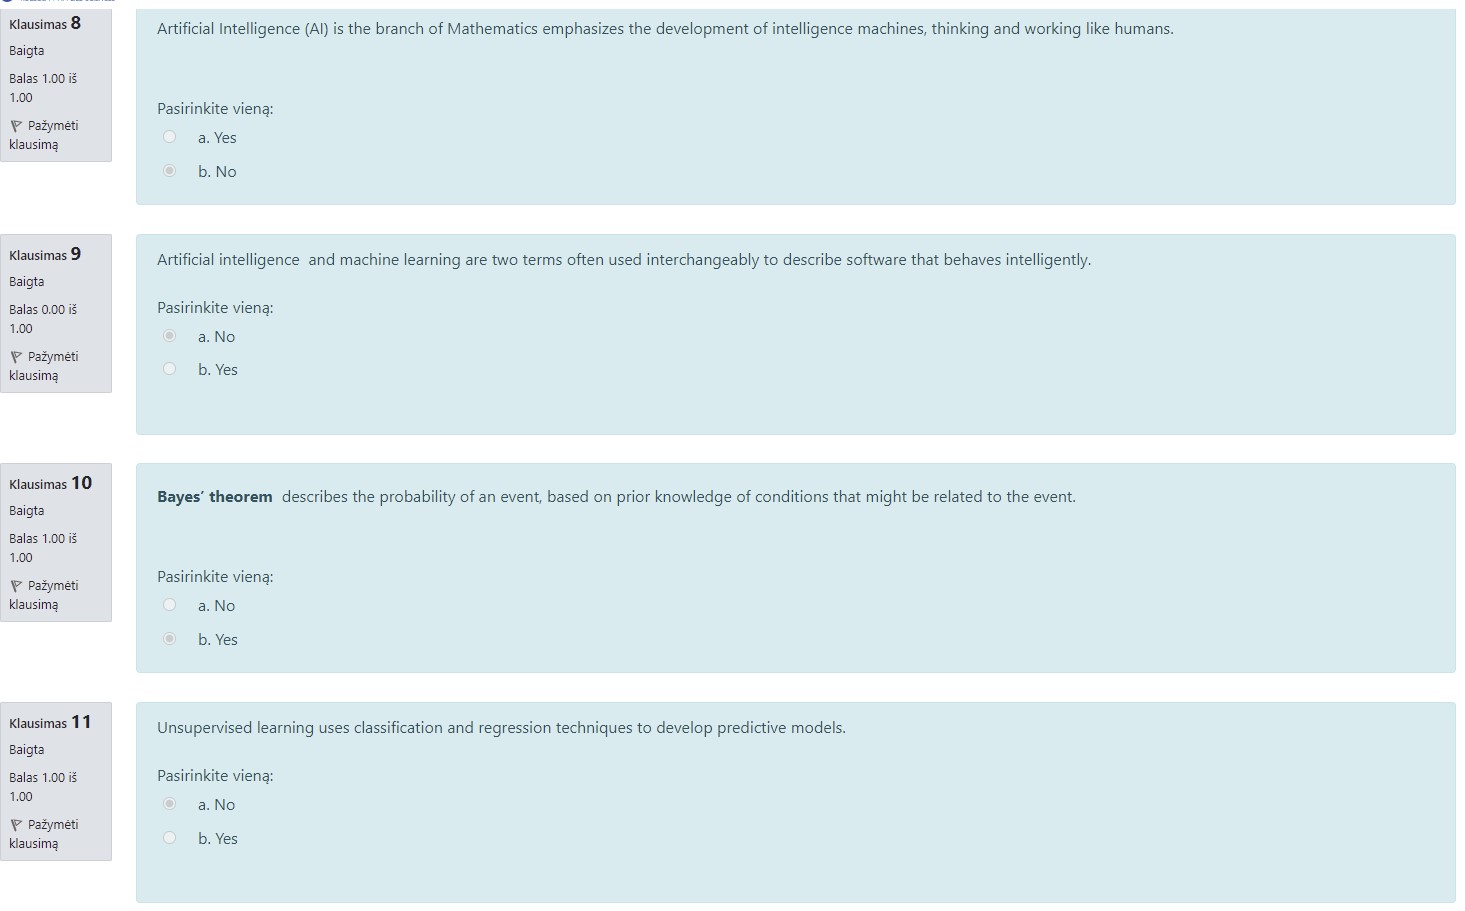 Klausimas 8
Baigta
Balas 1.00 iš
1.00
Pažymėti
klausimą
Artificial Intelligence (AI) is the branch of Mathematics emphasizes the development of intelligence machines, thinking and working like humans.
Pasirinkite vieną:
a. Yes
b. No
Klausimas 9
Baigta
Balas 0.00 iš
1.00
Pažymėti
klausimą
Artificial intelligence  and machine learning are two terms often used interchangeably to describe software that behaves intelligently.
Pasirinkite vieną:
a. No
b. Yes
Klausimas 10
Baigta
Balas 1.00 iš
1.00
Pažymėti
klausimą
Bayes’ theorem  describes the probability of an event, based on prior knowledge of conditions that might be related to the event.
Pasirinkite vieną:
a. No
b. Yes
Klausimas 11
Baigta
Balas 1.00 iš
1.00
Pažymėti
klausimą
Unsupervised learning uses classification and regression techniques to develop predictive models.
Pasirinkite vieną:
a. No
b. Yes